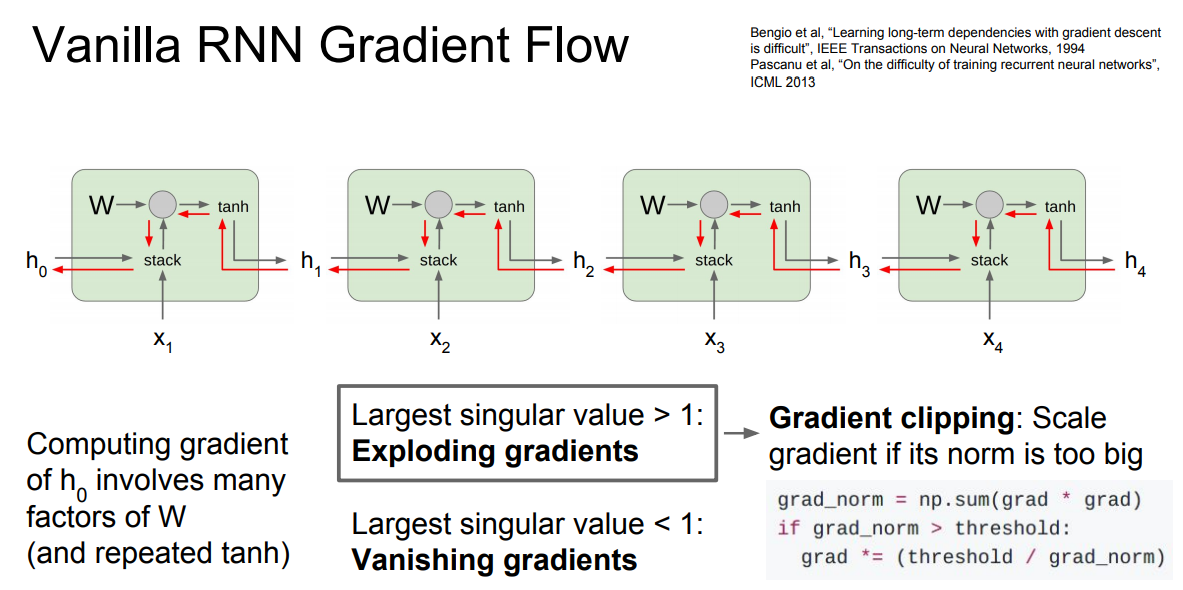 Vanilla RNN Gradient Flow
Bengio et al, “Learning long-term dependencies with gradient descent
is difficult”, IEEE Transactions on Neural Networks, 1994
Pascanu et al, “On the difficulty of training recurrent neural networks”,
ICML 2013
W
tanh
h0
stack
x1
W
tanh
h1
stack
x2
W
tanh
h2
stack
x3
W
tanh
h3
stack
h4
x4
Computing gradient
of h0 involves many
factors of W
(and repeated tanh)
Largest singular value > 1:
Exploding gradients
Largest singular value < 1:
Vanishing gradients
Gradient clipping: Scale
gradient if its norm is too big
grad_norm = np.sum(grad * grad)
if grad_norm > threshold:
  grad *= (threshold / grad_norm)